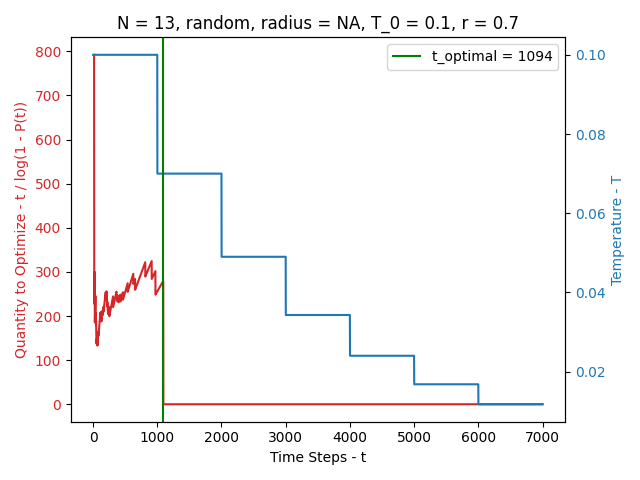 N = 13, random, radius = NA, T_0 = 0.1, r = 0.7
t_optimal = 1094
Quantity to Optimize - t / log(1 - P(t))
800
700
600
500
400
300
200
100
0
0.10
0.08
0.06
0.04
0.02
Temperature - T
0 1000 2000 3000 4000 5000 6000 7000
Time Steps - t